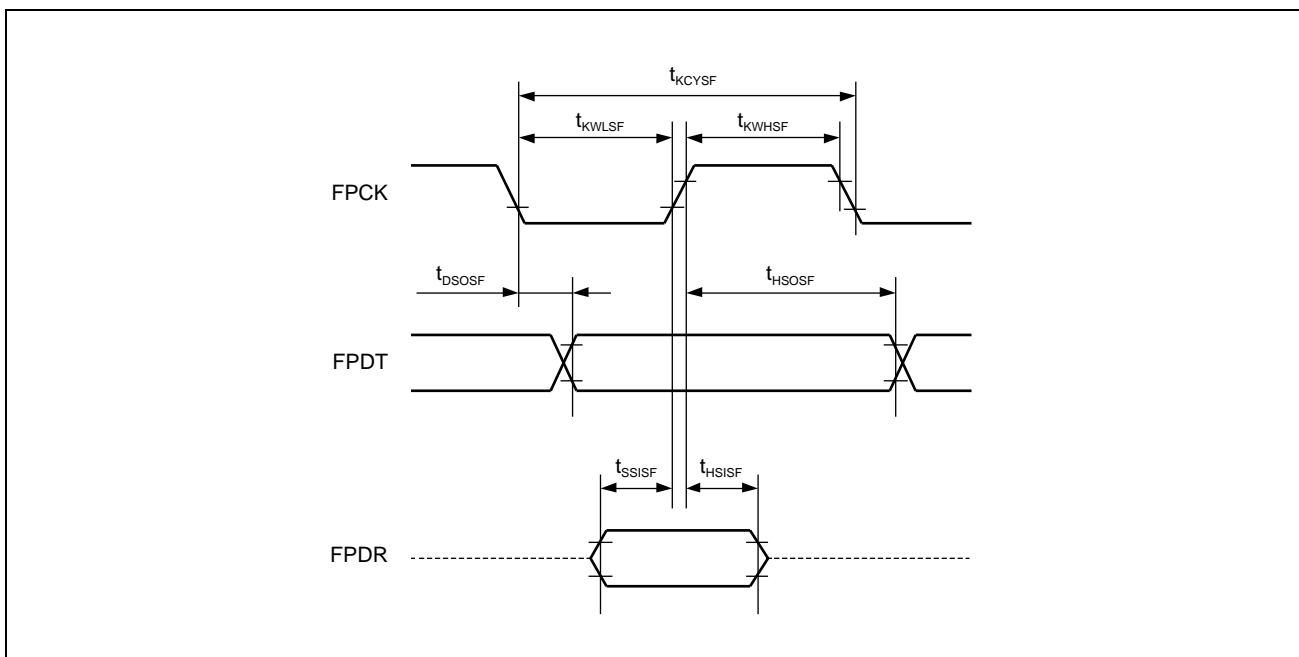 tKCYSF
tKWLSF tKWHSF
FPCK
tDSOSF tHSOSF
FPDT
tSSISF tHSISF
FPDR